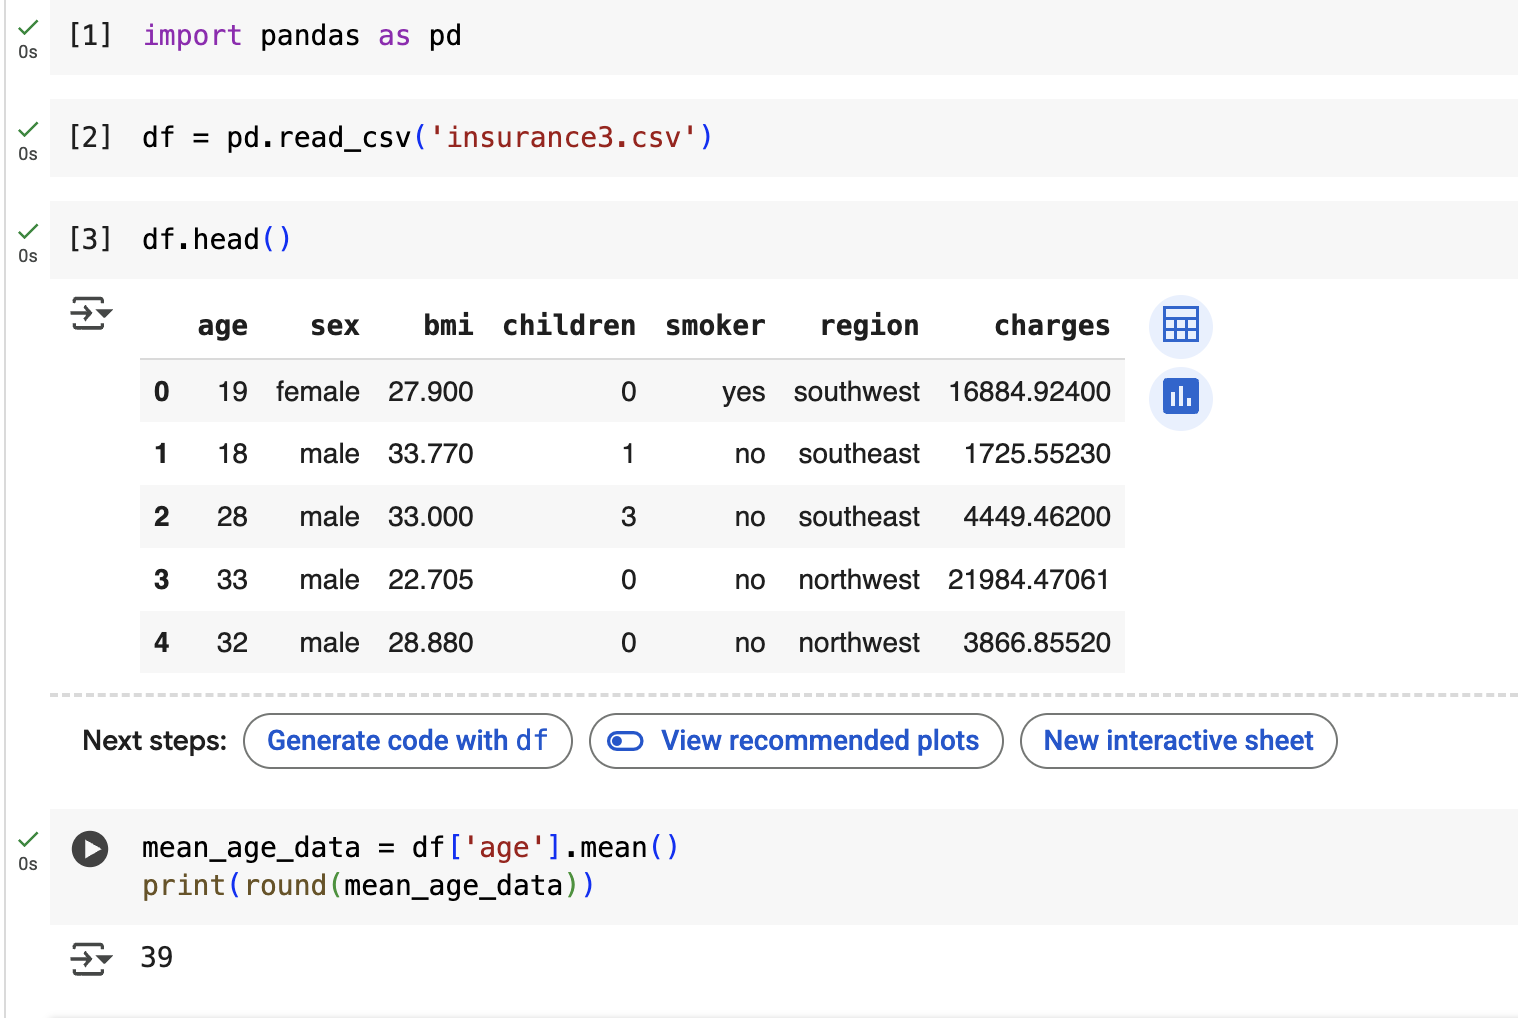 0s [1] import pandas as pd
0s [2] df = pd.read_csv('insurance3.csv')
0s [3] df.head()
age sex bmi children smoker region charges
0 19 female 27.900 0 yes southwest 16884.92400
1 18 male 33.770 1 no southeast 1725.55230
2 28 male 33.000 3 no southeast 4449.46200
3 33 male 22.705 0 no northwest 21984.47061
4 32 male 28.880 0 no northwest 3866.85520
Next steps: Generate code with df View recommended plots New interactive sheet
0s mean_age_data = df['age'].mean()
print(round(mean_age_data))
39